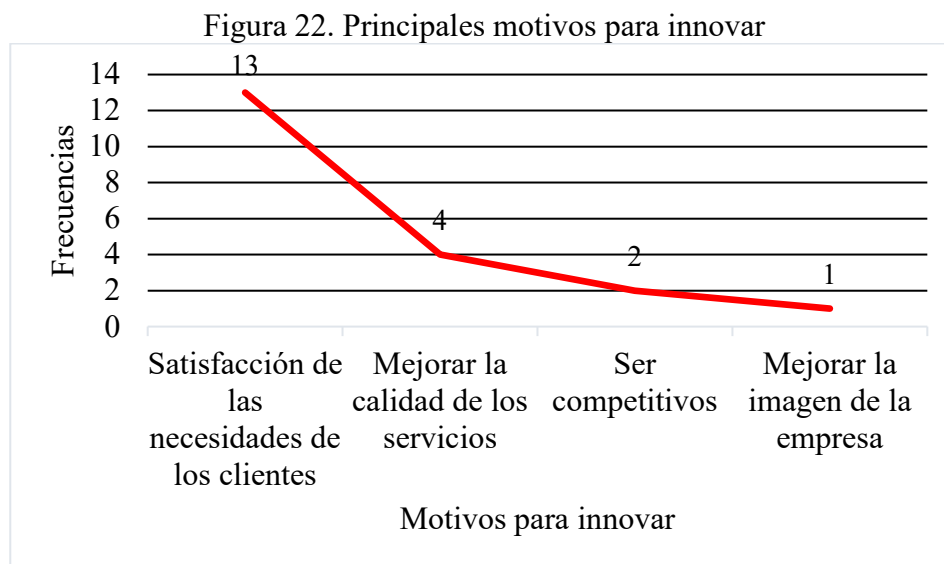 Figura 22. Principales motivos para innovar
14
12
10
8
6
4
2
0
Frecuencias
13
4
2
1
Satisfacción de
las
necesidades de
los clientes
Mejorar la
calidad de los
servicios
Ser
competitivos
Mejorar la
imagen de la
empresa
Motivos para innovar